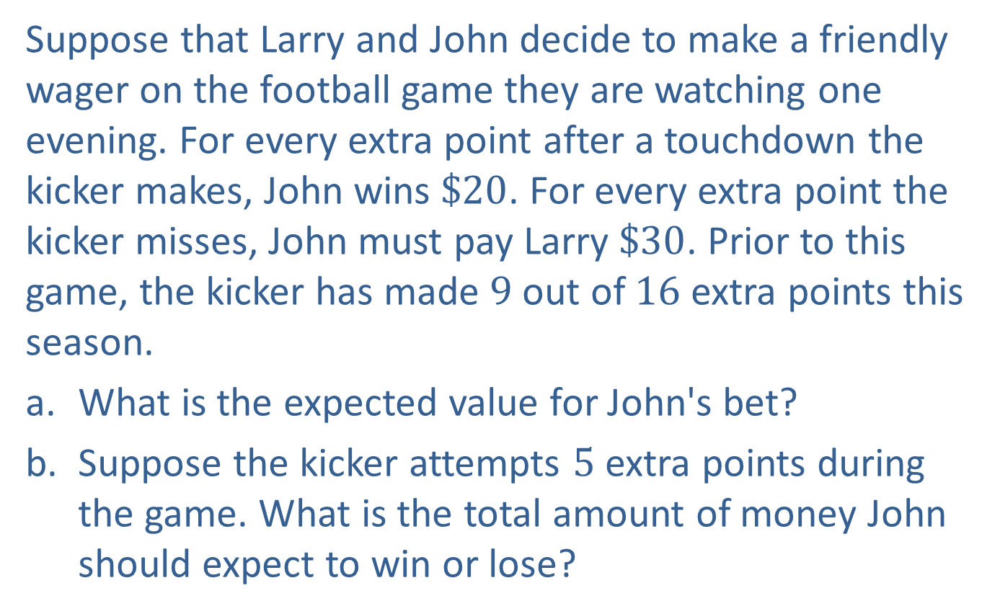 Suppose that Larry and John decide to make a friendly
wager on the football game they are watching one
evening. For every extra point after a touchdown the
kicker makes, John wins $20. For every extra point the
kicker misses, John must pay Larry $30. Prior to this
game, the kicker has made 9 out of 16 extra points this
season.
a. What is the expected value for John's bet?
b. Suppose the kicker attempts 5 extra points during
the game. What is the total amount of money John
should expect to win or lose?